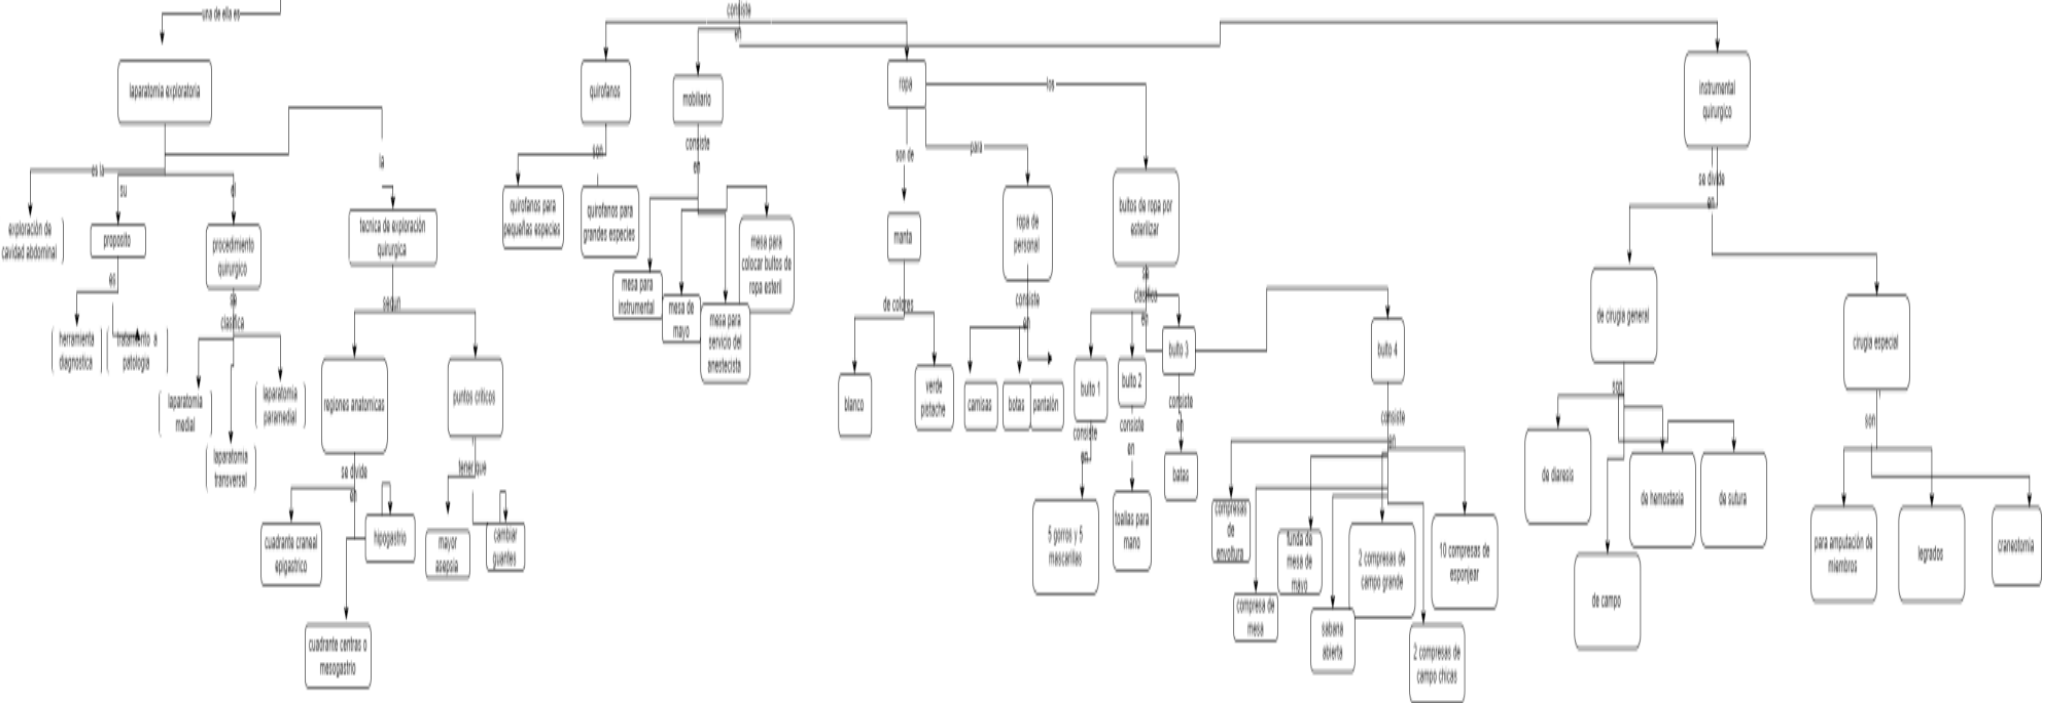 una de ella es
consiste
en
laparatomia exploratoria
quirofanos
mobiliario
ropa
los
instrumental
quirurgico
es la
su
el
la
son
consiste
en
son de
para
se divide
en
exploración de
cavidad abdominal
proposito
procedimiento
quirurgico
tecnica de exploración
quirurgica
quirofanos para
pequeñas especies
quirofanos para
grandes especies
mesa para
colocar bultos de
ropa esteril
manta
ropa de
personal
bultos de ropa por
esterilizar
es
se
clasifica
segun
mesa para
instrumental
mesa de
mayo
mesa para
servicio del
anestecista
de colores
consiste
en
se
clasifica
en
de cirugia general
cirugia especial
herramienta
diagnostica
tratamiento a
patologia
laparatomia
medial
laparatomia
transversal
laparatomia
paramedial
regiones anatomicas
puntos criticos
blanco
verde
pistache
camisas
botas
pantalón
bulto 1
bulto 2
bulto 3
bulto 4
son
son
se divide
en
tener que
consiste
en
consiste
en
consiste
en
consiste
en
cuadrante craneal
epigastrico
hipogastrio
cuadrante centras o
mesogastrio
mayor
asepsia
cambiar
guantes
5 gorros y 5
mascarillas
toallas para
mano
batas
compresas
de
envoltura
compresa de
mesa
funda de
mesa de
mayo
sabana
abierta
2 compresas de
campo grande
2 compresas de
campo chicas
10 compresas de
esponjear
de diaresis
de campo
de hemostasia
de sutura
para amputación de
miembros
legrados
craneotomia